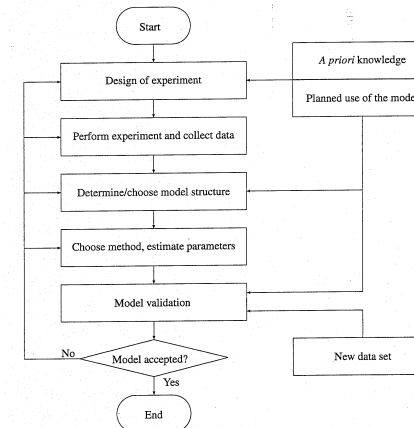 Start
Design of experiment
A priori knowledge
Planned use of the mode
Perform experiment and collect data
Determine/choose model structure
Choose method, estimate parameters
Model validation
No
Model accepted?
New data set
Yes
End